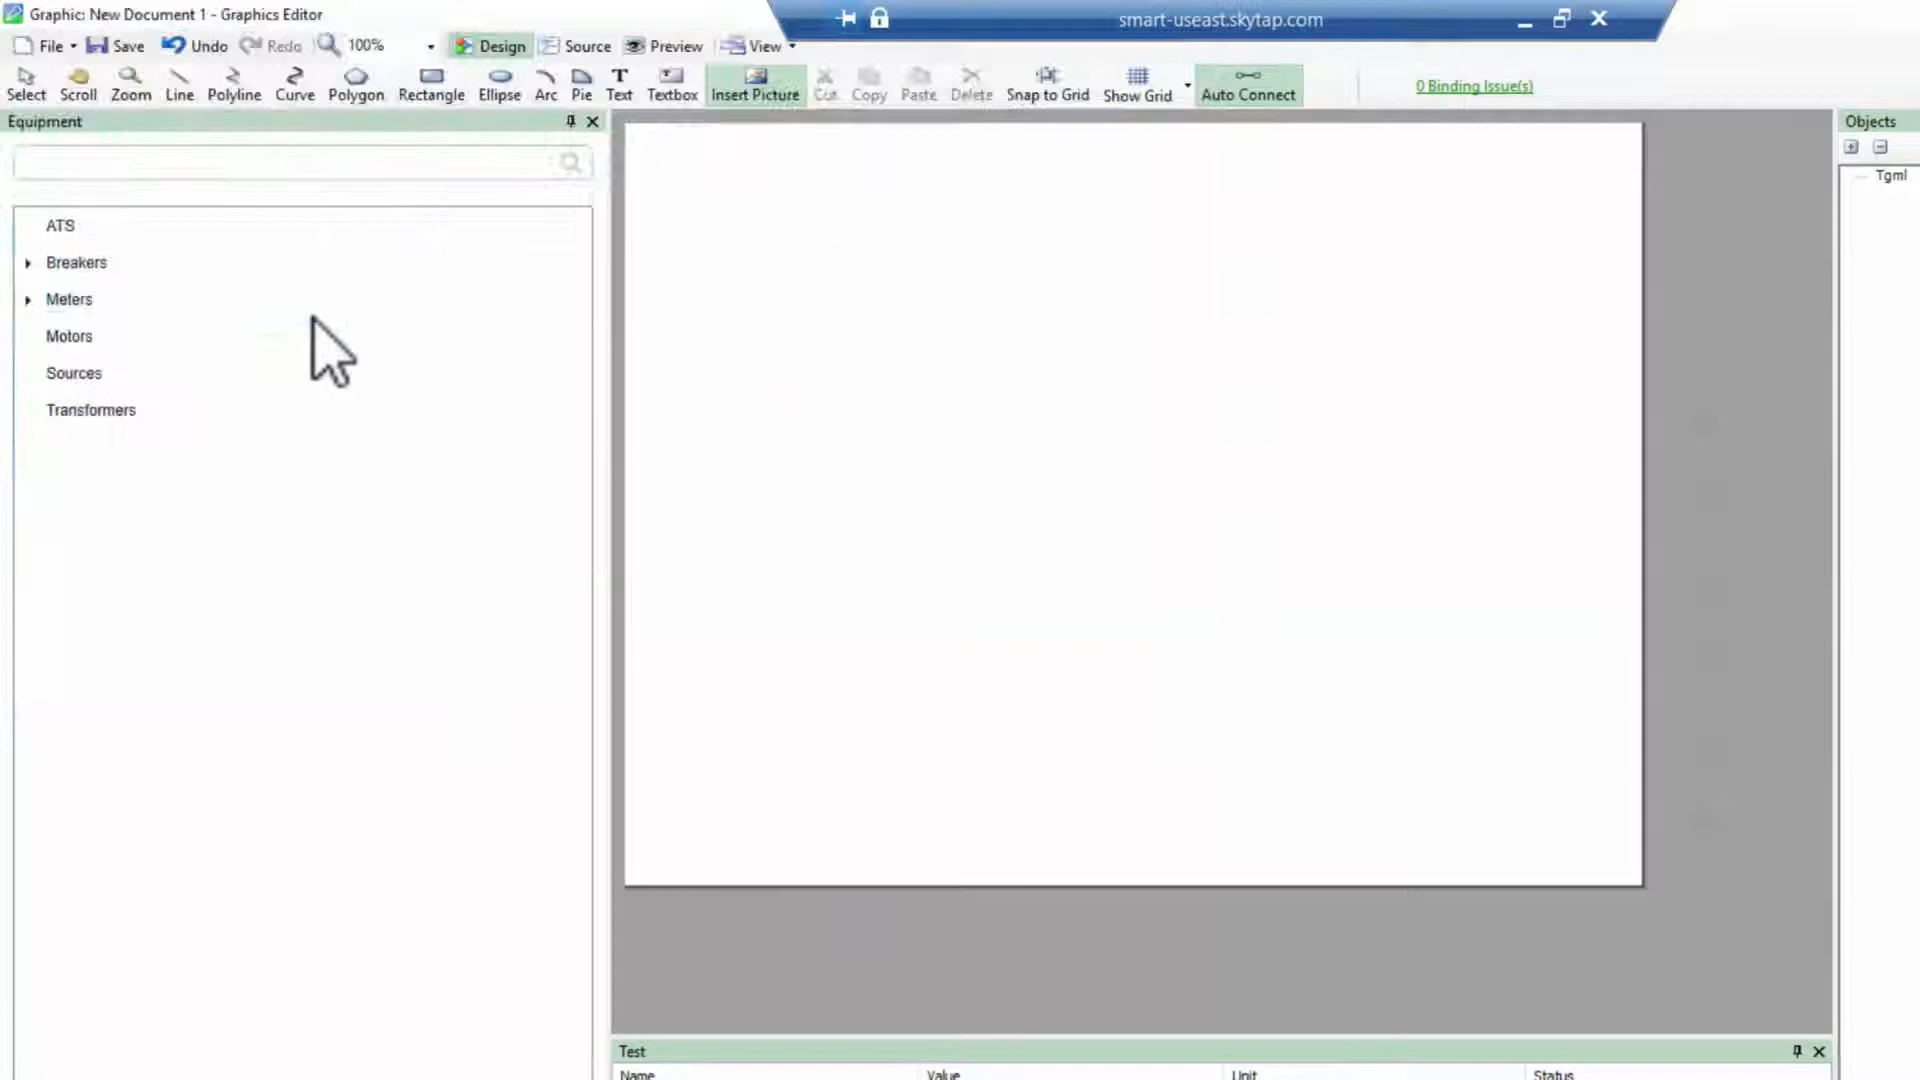 Graphic: New Document 1 - Graphics Editor
smart-useast.skytap.com
File Save Undo Redo 100% Design Source Preview View
Select Scroll Zoom Line Polyline Curve Polygon Rectangle Ellipse Arc Pie Text Textbox Insert Picture Cut Copy Paste Delete Snap to Grid Show Grid Auto Connect 0 Binding Issue(s)
Equipment
Objects
Tgml
ATS
Breakers
Meters
Motors
Sources
Transformers
Test
Name Value Unit Status